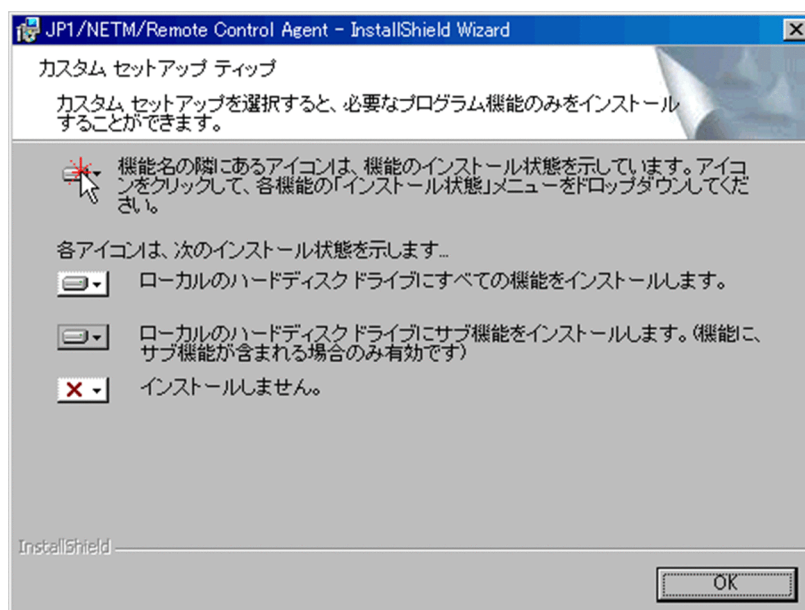 JP1/NETM/Remote Control Agent - InstallShield Wizard
カスタム セットアップ ティップ
カスタム セットアップを選択すると、必要なプログラム機能のみをインストール
することができます。
機能名の隣にあるアイコンは、機能のインストール状態を示しています。アイコ
ンをクリックして、各機能の「インストール状態」メニューをドロップダウンしてくだ
さい。
各アイコンは、次のインストール状態を示します...
ローカルのハードディスク ドライブにすべての機能をインストールします。
ローカルのハードディスク ドライブにサブ機能をインストールします。(機能に、
サブ機能が含まれる場合のみ有効です)
インストールしません。
InstallShield
OK